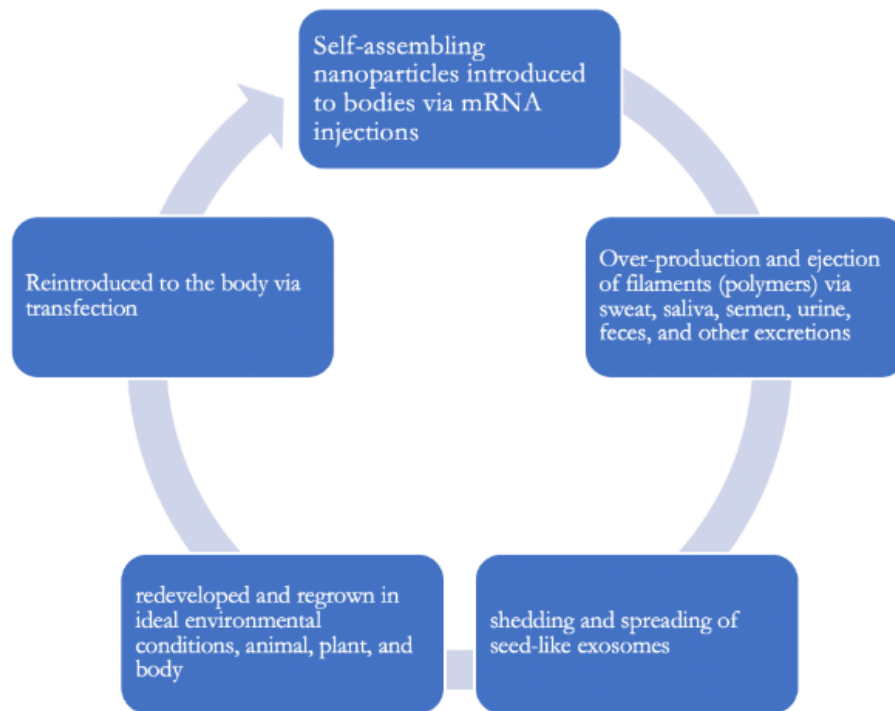 Self-assembling
nanoparticles introduced
to bodies via mRNA
injections
Over-production and ejection
of filaments (polymers) via
sweat, saliva, semen, urine,
feces, and other excretions
shedding and spreading of
seed-like exosomes
redeveloped and regrown in
ideal environmental
conditions, animal, plant, and
body
Reintroduced to the body via
transfection